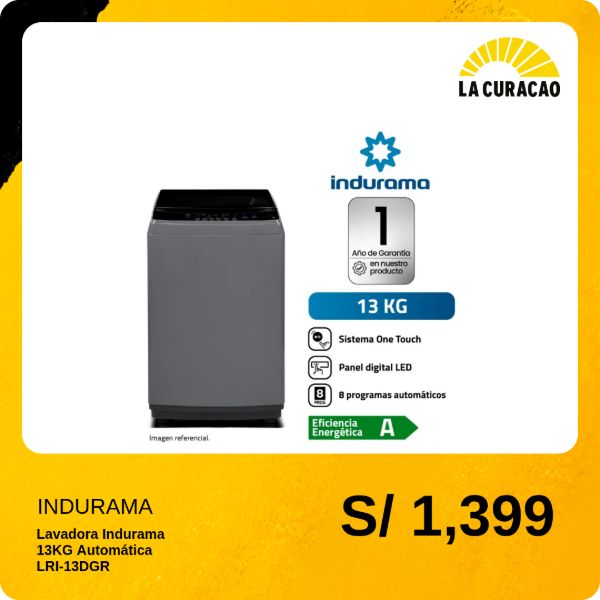 LA CURACAO
indurama
1
Año de Garantía
en nuestro
producto
13 KG
Sistema One Touch
Panel digital LED
8
PROG
8 programas automáticos
Eficiencia
Energética
A
Imagen referencial.
INDURAMA
Lavadora Indurama
13KG Automática
LRI-13DGR
S/ 1,399